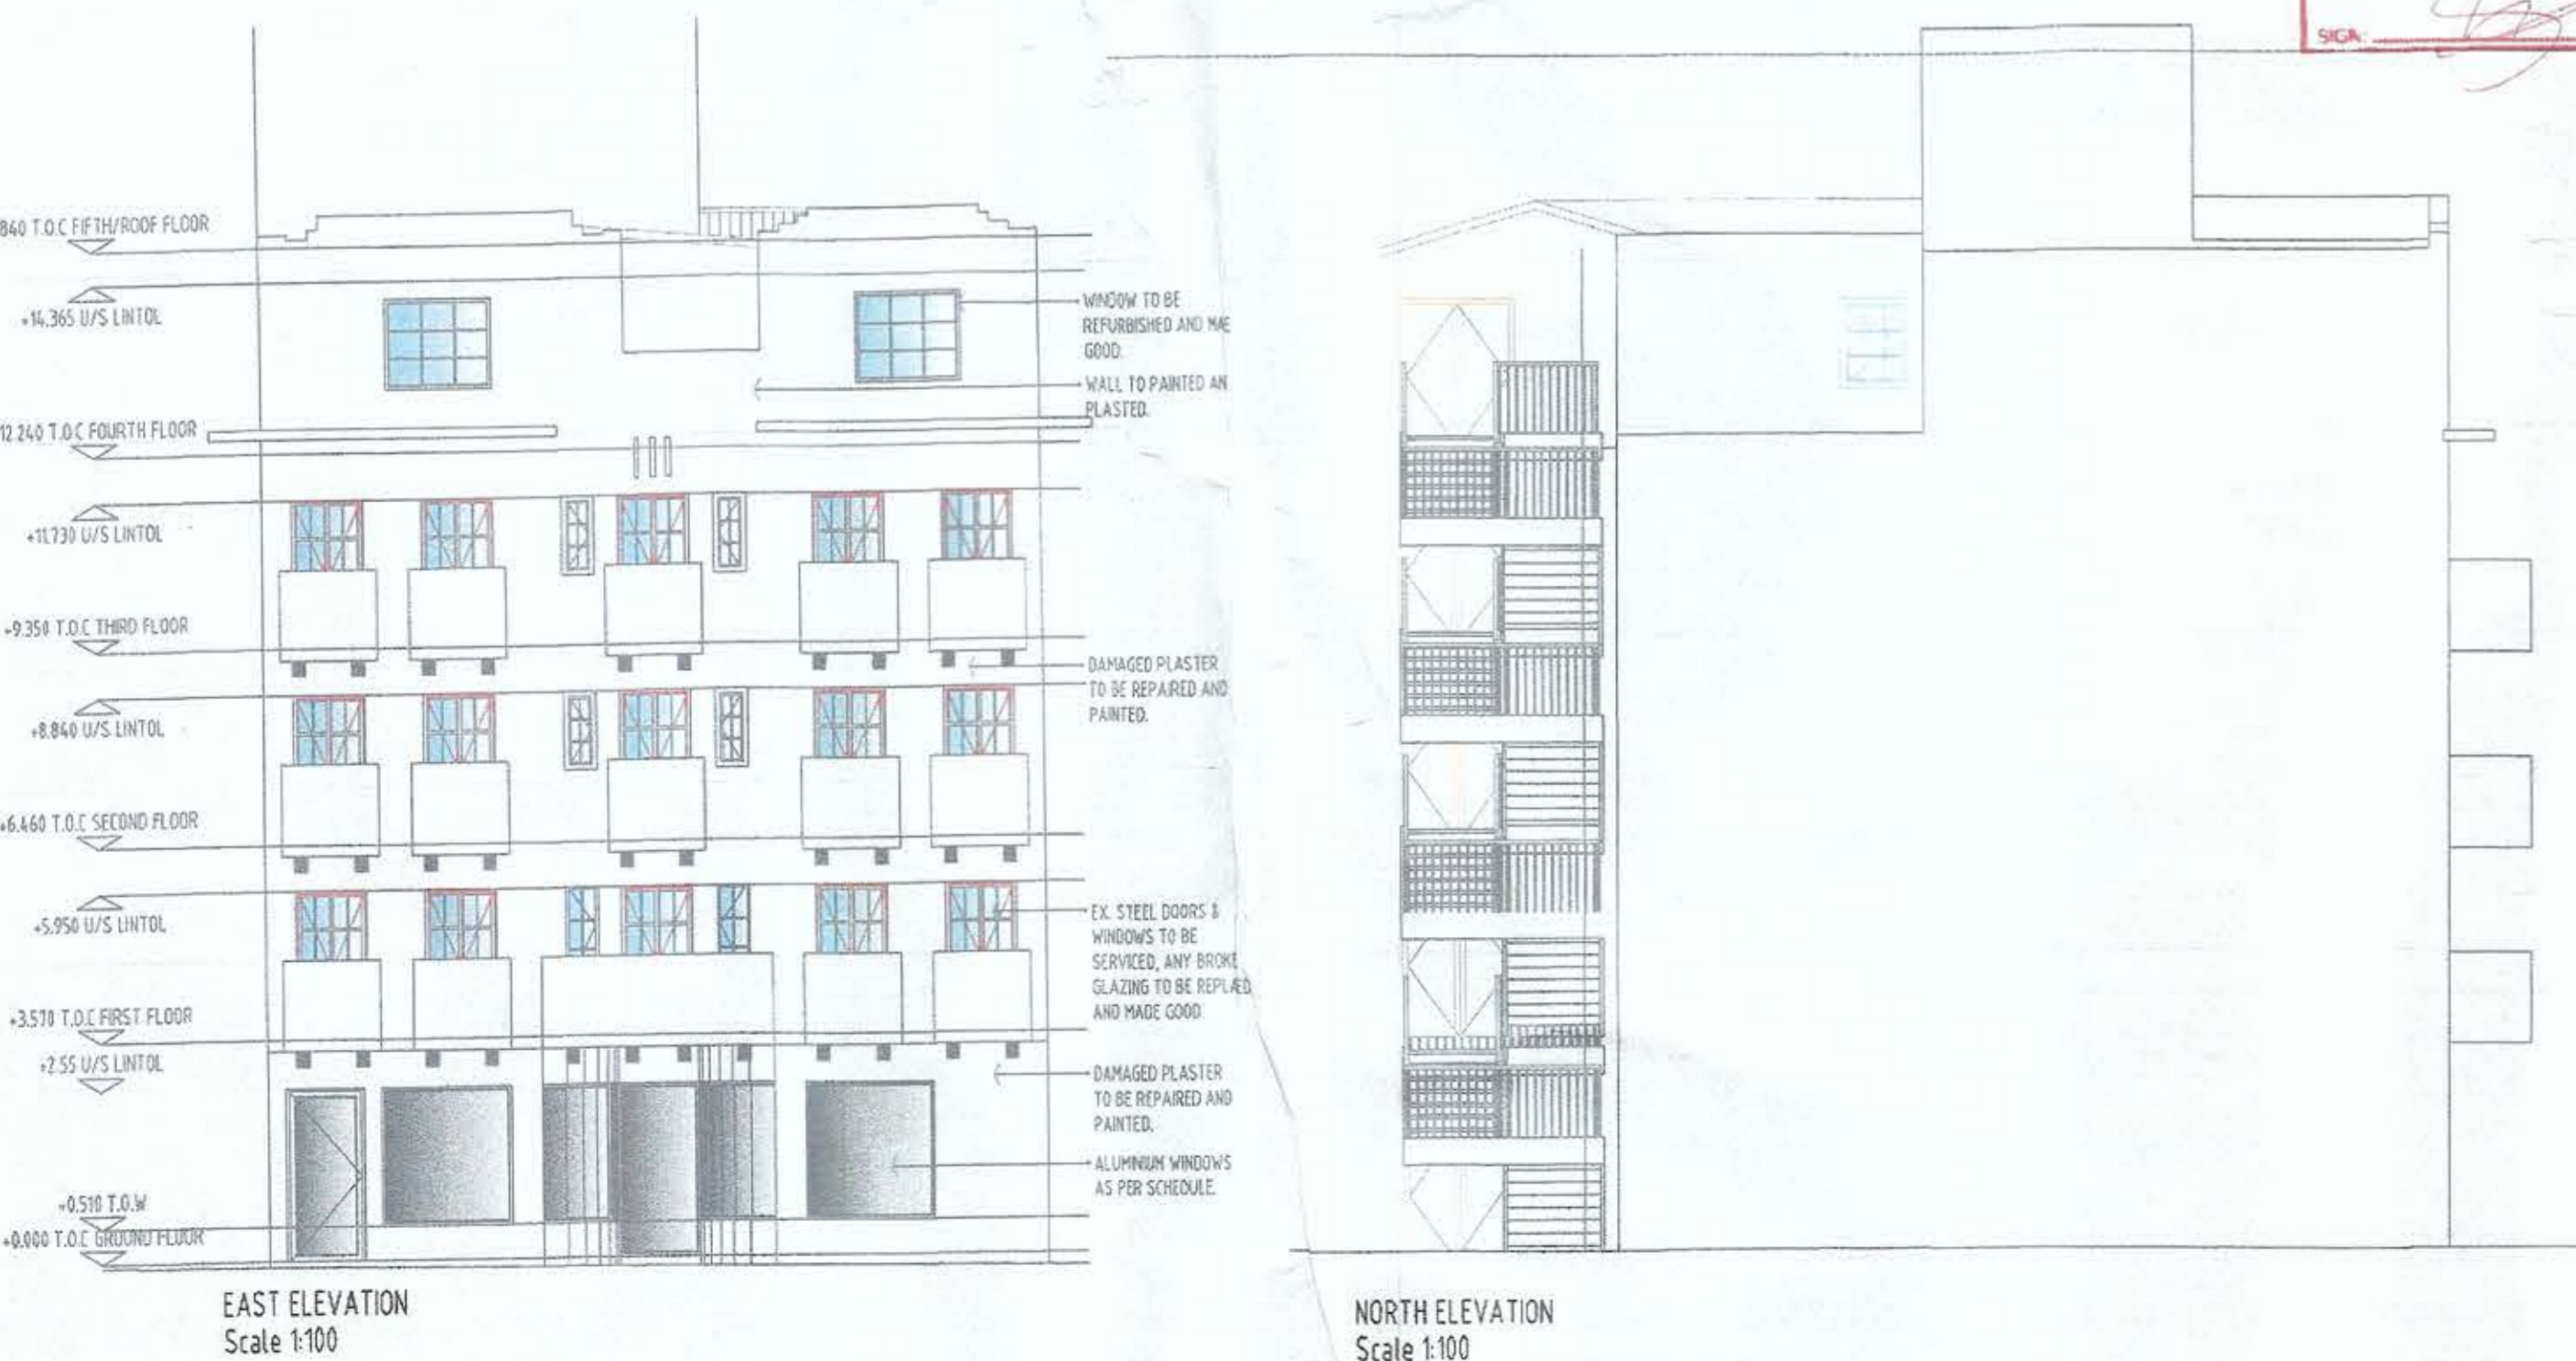 SIGN:
840 T.O.C FIFTH/ROOF FLOOR
+14.365 U/S LINTOL
12.240 T.O.C FOURTH FLOOR
+11.730 U/S LINTOL
+9.350 T.O.C THIRD FLOOR
+8.840 U/S LINTOL
+6.460 T.O.C SECOND FLOOR
+5.950 U/S LINTOL
+3.570 T.O.C FIRST FLOOR
+2.55 U/S LINTOL
+0.510 T.O.W
+0.000 T.O.C GROUND FLOOR
WINDOW TO BE
REFURBISHED AND MAE
GOOD.
WALL TO PAINTED AN
PLASTED.
DAMAGED PLASTER
TO BE REPAIRED AND
PAINTED.
EX. STEEL DOORS &
WINDOWS TO BE
SERVICED, ANY BROKE
GLAZING TO BE REPLAED
AND MADE GOOD
DAMAGED PLASTER
TO BE REPAIRED AND
PAINTED.
ALUMINIUM WINDOWS
AS PER SCHEDULE.
EAST ELEVATION
Scale 1:100
NORTH ELEVATION
Scale 1:100